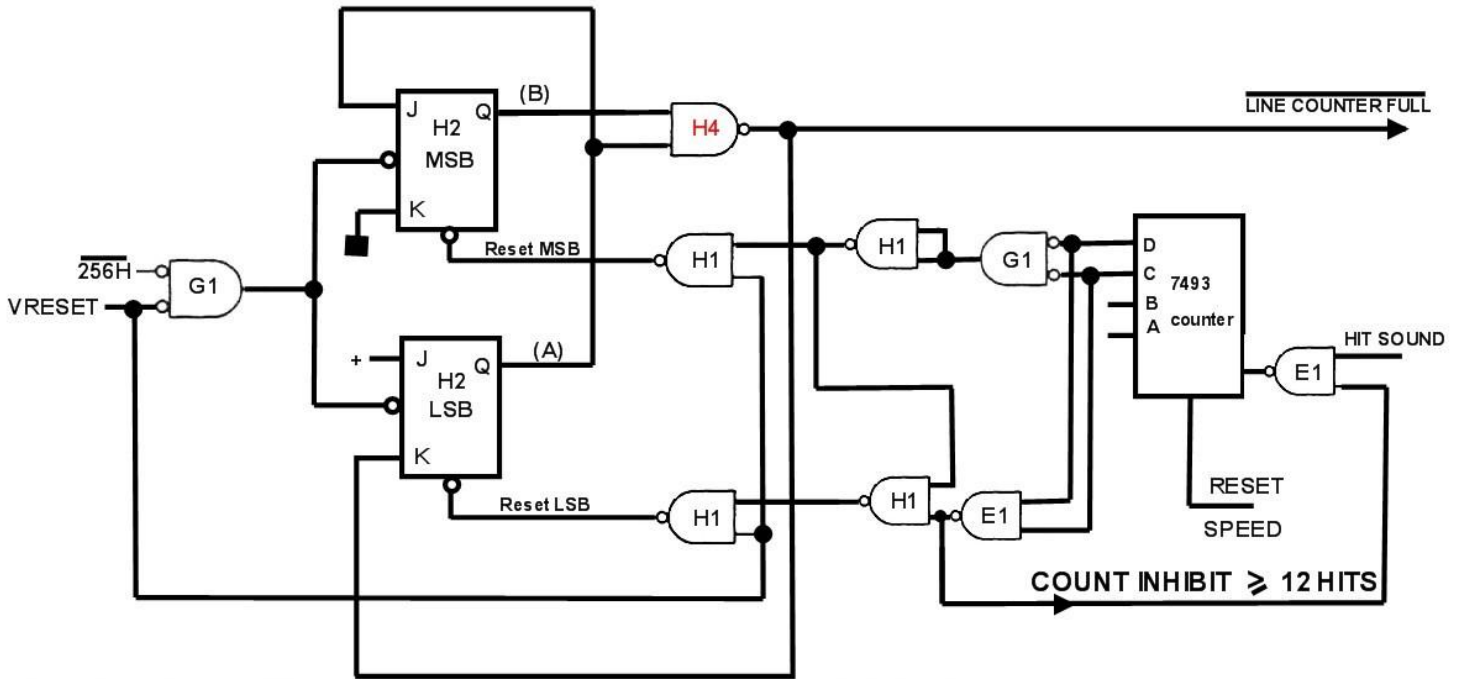 (B)
J
Q
H2
MSB
K
H4
LINE COUNTER FULL
256H
VRESET
G1
Reset MSB
H1
H1
G1
D
C
B
A
7493
counter
HIT SOUND
E1
+
J
Q
(A)
H2
LSB
K
Reset LSB
H1
H1
E1
RESET
SPEED
COUNT INHIBIT ⩾ 12 HITS